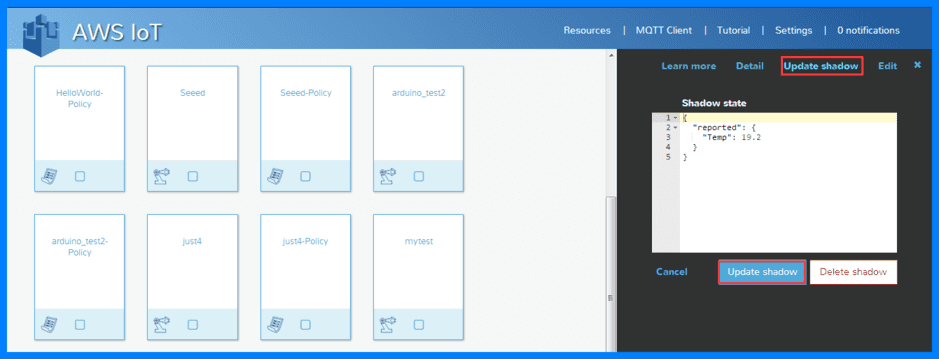 AWS IoT
Resources | MQTT Client | Tutorial | Settings | 0 notifications
HelloWorld-
Policy
Seeed
Seeed-Policy
arduino_test2
arduino_test2-
Policy
just4
just4-Policy
mytest
Learn more Detail Update shadow Edit ×
Shadow state
1 {
2 "reported": {
3 "Temp": 19.2
4 }
5 }
Cancel Update shadow Delete shadow